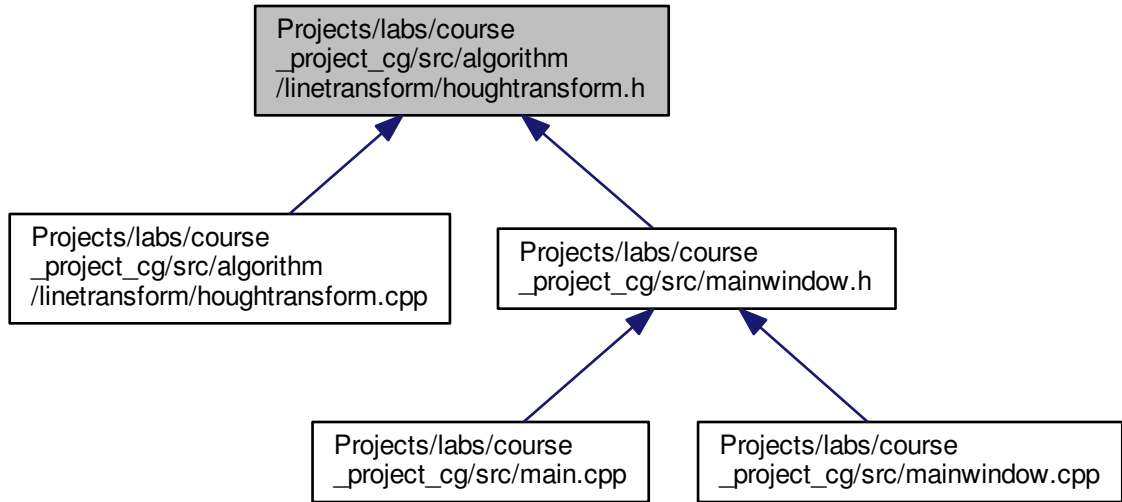 Projects/labs/course
_project_cg/src/algorithm
/linetransform/houghtransform.h
Projects/labs/course
_project_cg/src/algorithm
/linetransform/houghtransform.cpp
Projects/labs/course
_project_cg/src/mainwindow.h
Projects/labs/course
_project_cg/src/main.cpp
Projects/labs/course
_project_cg/src/mainwindow.cpp